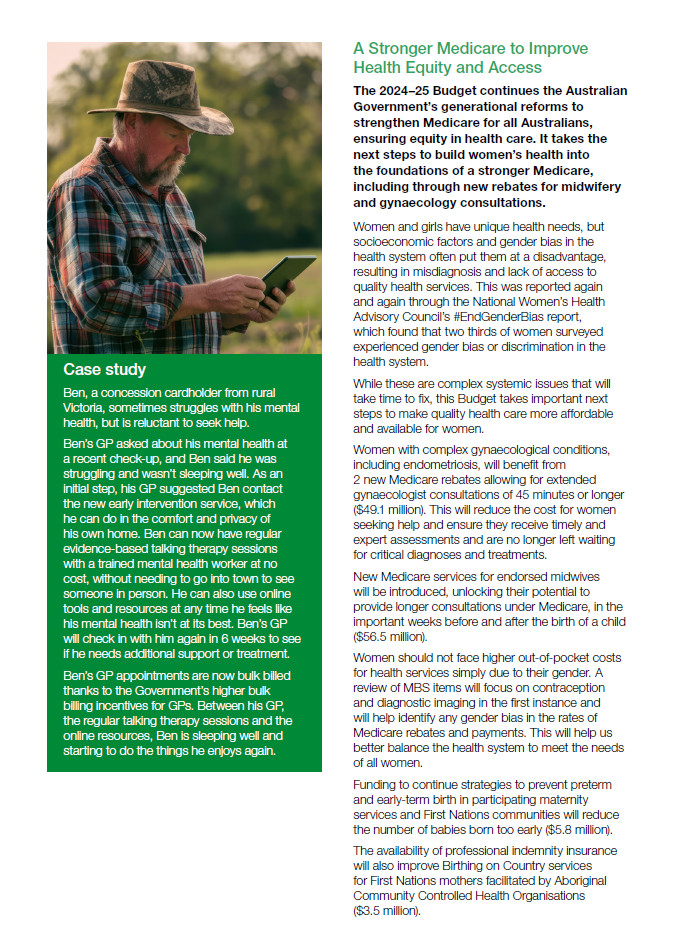 Case study
Ben, a concession cardholder from rural
Victoria, sometimes struggles with his mental
health, but is reluctant to seek help.
Ben's GP asked about his mental health at
a recent check-up, and Ben said he was
struggling and wasn't sleeping well. As an
initial step, his GP suggested Ben contact
the new early intervention service, which
he can do in the comfort and privacy of
his own home. Ben can now have regular
evidence-based talking therapy sessions
with a trained mental health worker at no
cost, without needing to go into town to see
someone in person. He can also use online
tools and resources at any time he feels like
his mental health isn't at its best. Ben's GP
will check in with him again in 6 weeks to see
if he needs additional support or treatment.
Ben's GP appointments are now bulk billed
thanks to the Government's higher bulk
billing incentives for GPs. Between his GP,
the regular talking therapy sessions and the
online resources, Ben is sleeping well and
starting to do the things he enjoys again.
A Stronger Medicare to Improve
Health Equity and Access
The 2024–25 Budget continues the Australian
Government's generational reforms to
strengthen Medicare for all Australians,
ensuring equity in health care. It takes the
next steps to build women's health into
the foundations of a stronger Medicare,
including through new rebates for midwifery
and gynaecology consultations.
Women and girls have unique health needs, but
socioeconomic factors and gender bias in the
health system often put them at a disadvantage,
resulting in misdiagnosis and lack of access to
quality health services. This was reported again
and again through the National Women's Health
Advisory Council's #EndGenderBias report,
which found that two thirds of women surveyed
experienced gender bias or discrimination in the
health system.
While these are complex systemic issues that will
take time to fix, this Budget takes important next
steps to make quality health care more affordable
and available for women.
Women with complex gynaecological conditions,
including endometriosis, will benefit from
2 new Medicare rebates allowing for extended
gynaecologist consultations of 45 minutes or longer
($49.1 million). This will reduce the cost for women
seeking help and ensure they receive timely and
expert assessments and are no longer left waiting
for critical diagnoses and treatments.
New Medicare services for endorsed midwives
will be introduced, unlocking their potential to
provide longer consultations under Medicare, in the
important weeks before and after the birth of a child
($56.5 million).
Women should not face higher out-of-pocket costs
for health services simply due to their gender. A
review of MBS items will focus on contraception
and diagnostic imaging in the first instance and
will help identify any gender bias in the rates of
Medicare rebates and payments. This will help us
better balance the health system to meet the needs
of all women.
Funding to continue strategies to prevent preterm
and early-term birth in participating maternity
services and First Nations communities will reduce
the number of babies born too early ($5.8 million).
The availability of professional indemnity insurance
will also improve Birthing on Country services
for First Nations mothers facilitated by Aboriginal
Community Controlled Health Organisations
($3.5 million).